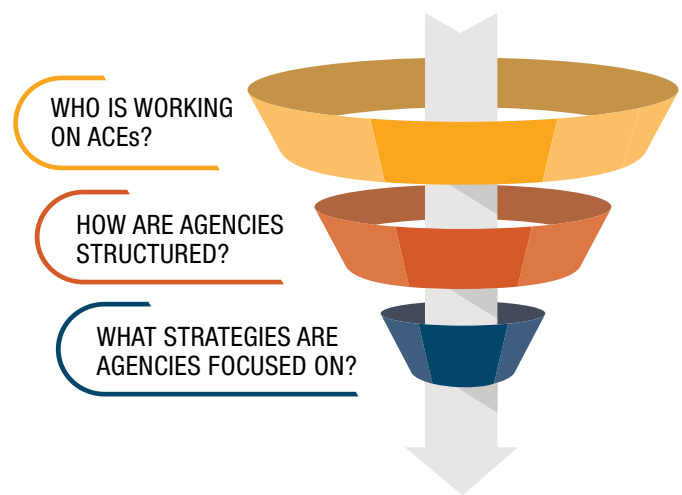 WHO IS WORKING
ON ACEs?
HOW ARE AGENCIES
STRUCTURED?
WHAT STRATEGIES ARE
AGENCIES FOCUSED ON?